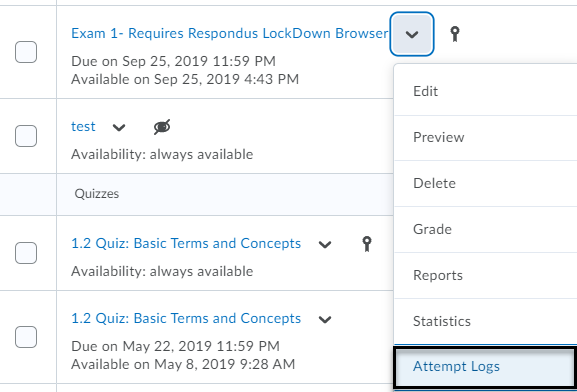 Exam 1- Requires Respondus LockDown Browser
Due on Sep 25, 2019 11:59 PM
Available on Sep 25, 2019 4:43 PM
test
Availability: always available
Quizzes
1.2 Quiz: Basic Terms and Concepts
Availability: always available
1.2 Quiz: Basic Terms and Concepts
Due on May 22, 2019 11:59 PM
Available on May 8, 2019 9:28 AM
Edit
Preview
Delete
Grade
Reports
Statistics
Attempt Logs